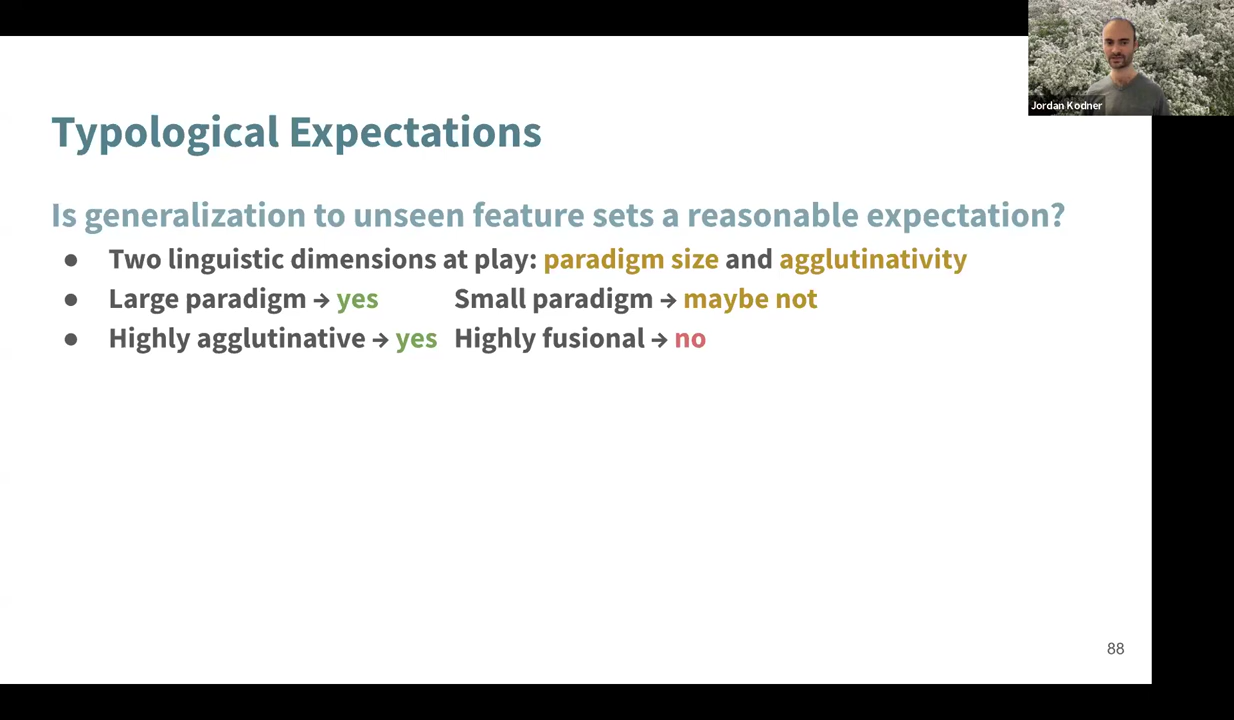 Jordan Kodner
Typological Expectations
Is generalization to unseen feature sets a reasonable expectation?
● Two linguistic dimensions at play: paradigm size and agglutinativity
● Large paradigm → yes Small paradigm → maybe not
● Highly agglutinative → yes Highly fusional → no
88